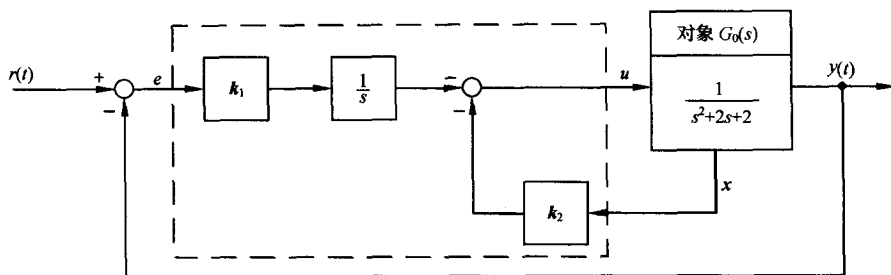 对象 G₀(s)
r(t)
+
−
e
k₁
1/s
−
−
u
1/(s²+2s+2)
y(t)
x
k₂